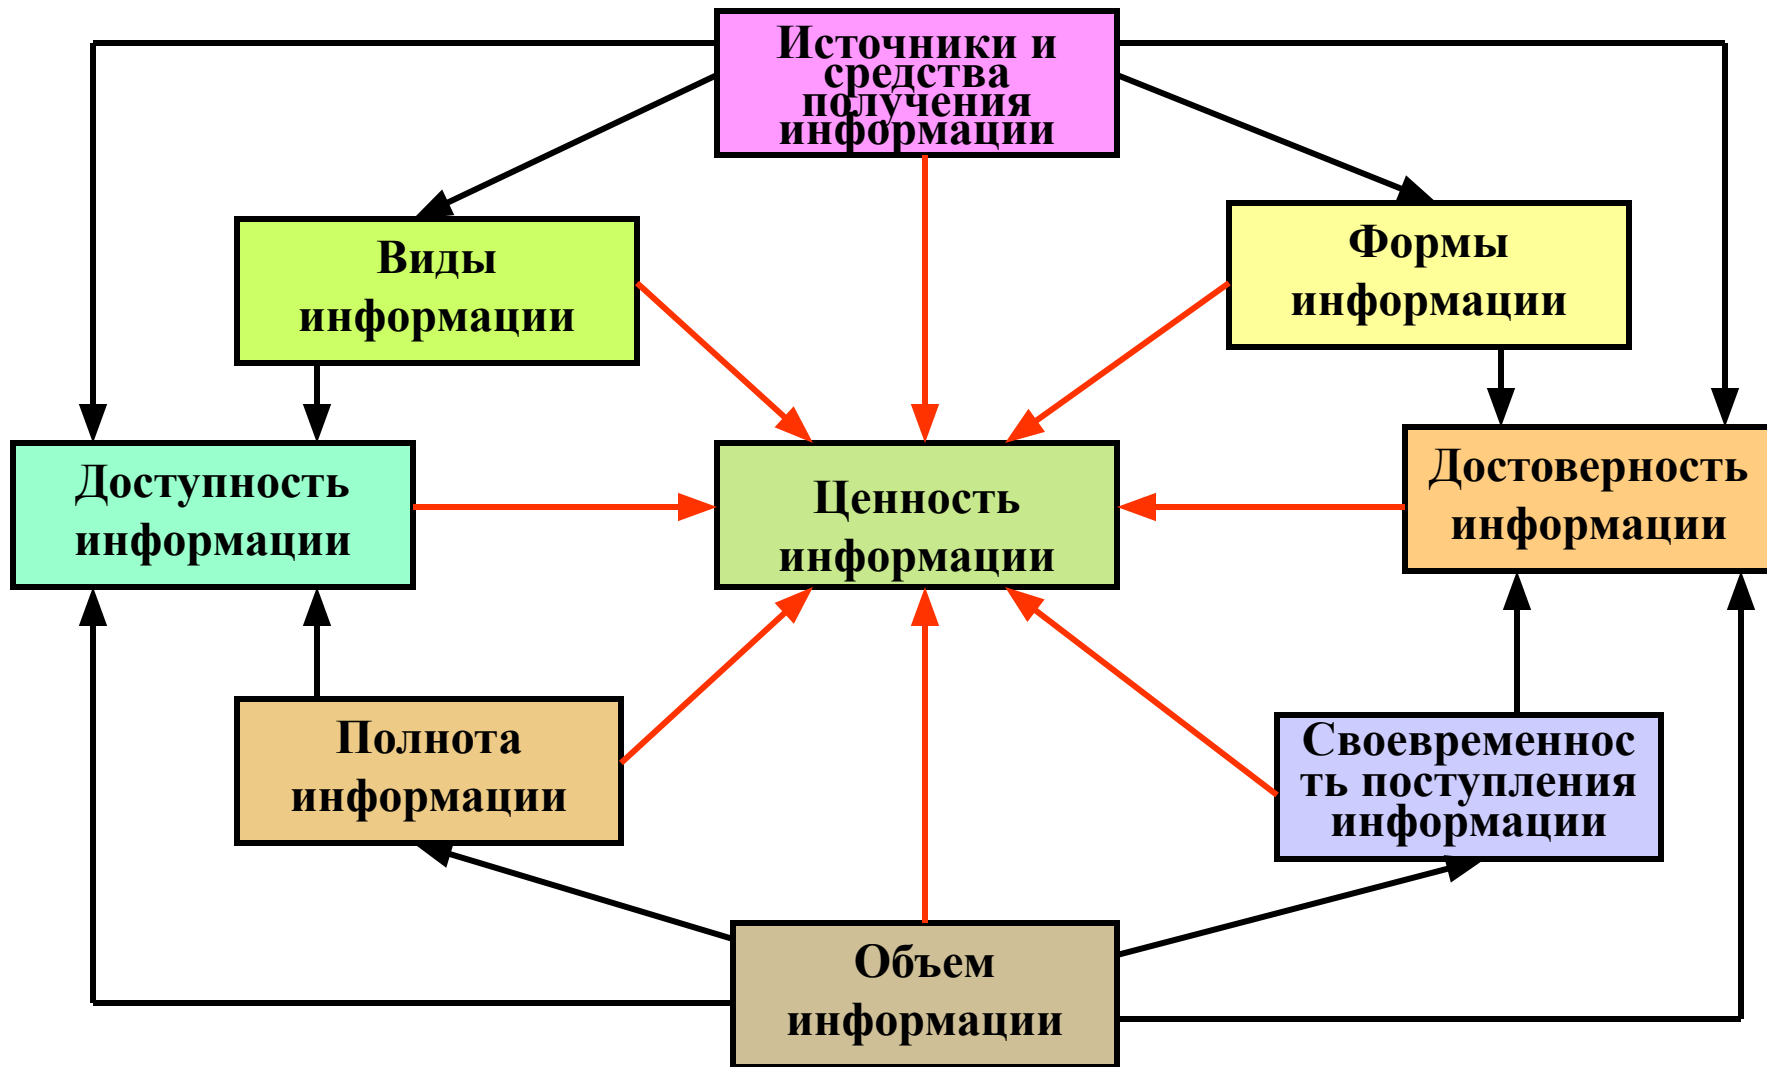 Источники и
средства
получения
информации
Виды
информации
Формы
информации
Доступность
информации
Ценность
информации
Достоверность
информации
Полнота
информации
Своевременнос
ть поступления
информации
Объем
информации